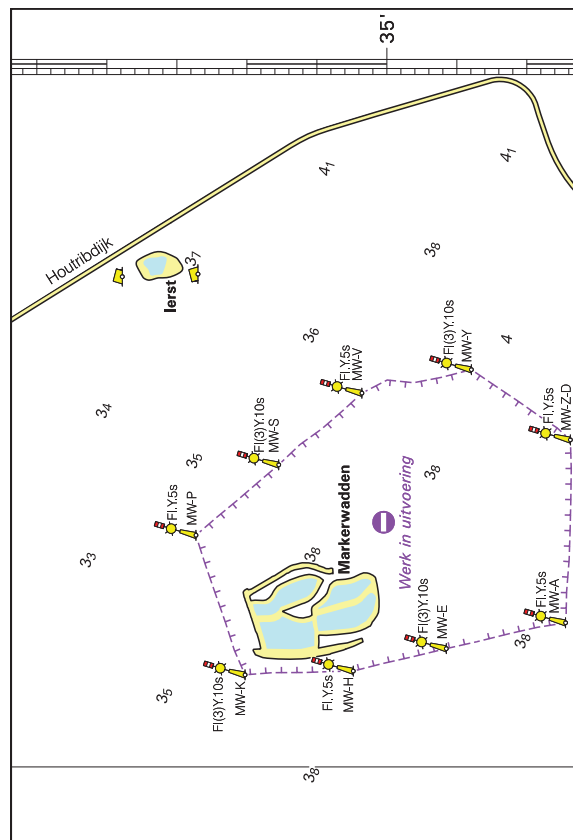 35'
4₁
4₁
Houtribdijk
3₈
3₁
Ierst
3₆
4
Fl(3)Y.10s
MW-Y
Fl.Y.5s
MW-V
3₄
Fl.Y.5s
MW-Z-D
Fl(3)Y.10s
MW-S
3₅
3₈
Fl.Y.5s
MW-P
Werk in uitvoering
Markerwadden
3₈
3₃
Fl.Y.5s
MW-A
3₈
Fl(3)Y.10s
MW-E
Fl.Y.5s
MW-H
Fl(3)Y.10s
MW-K
3₅
3₈